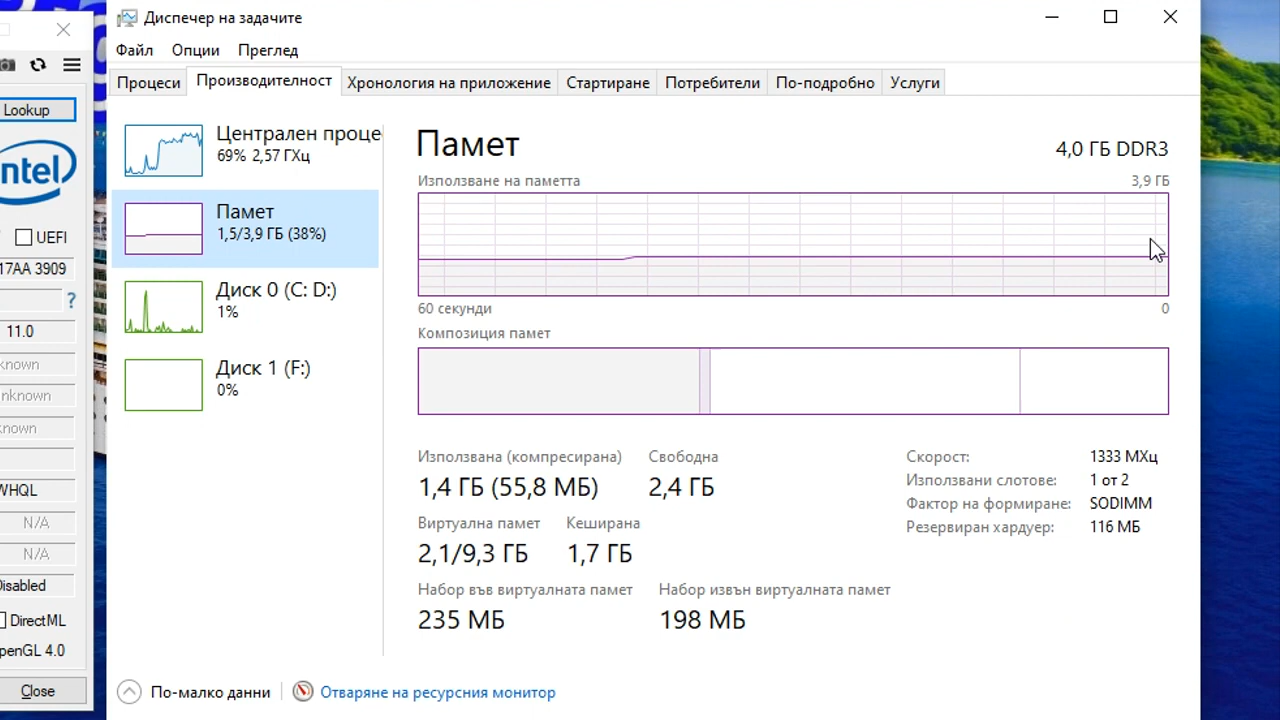 Диспечер на задачите
Файл Опции Преглед
Процеси Производителност Хронология на приложение Стартиране Потребители По-подробно Услуги
Централен проце
69% 2,57 ГХц
Памет
1,5/3,9 ГБ (38%)
Диск 0 (C: D:)
1%
Диск 1 (F:)
0%
Памет 4,0 ГБ DDR3
Използване на паметта 3,9 ГБ
60 секунди 0
Композиция памет
Използвана (компресирана) Свободна
1,4 ГБ (55,8 МБ) 2,4 ГБ
Виртуална памет Кеширана
2,1/9,3 ГБ 1,7 ГБ
Набор във виртуалната памет Набор извън виртуалната памет
235 МБ 198 МБ
Скорост: 1333 МХц
Използвани слотове: 1 от 2
Фактор на формиране: SODIMM
Резервиран хардуер: 116 МБ
По-малко данни Отваряне на ресурсния монитор
Lookup
ntel
UEFI
17AA 3909
?
11.0
known
nknown
known
WHQL
N/A
N/A
Disabled
DirectML
penGL 4.0
Close